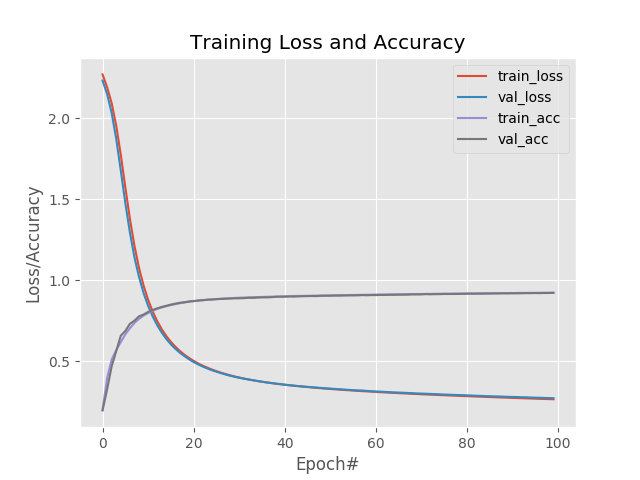 Training Loss and Accuracy
train_loss
val_loss
train_acc
val_acc
2.0
1.5
1.0
0.5
Loss/Accuracy
0 20 40 60 80 100
Epoch#